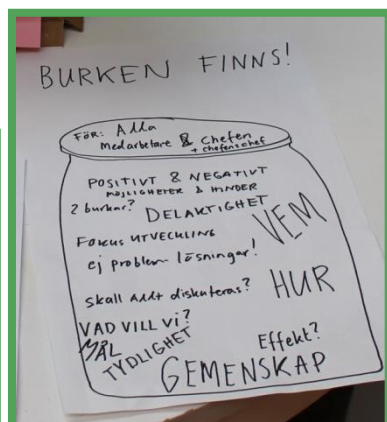 BURKEN FINNS!
FÖR: Alla
medarbetare & Chefen
+ chefens chef
POSITIVT & NEGATIVT
MÖJLIGHETER & HINDER
2 burkar? DELAKTIGHET
FOKUS UTVECKLING
ej problem-lösningar!
VEM
skall allt diskuteras?
HUR
VAD VILL Vi?
MÅL
TYDLIGHET
Effekt?
GEMENSKAP